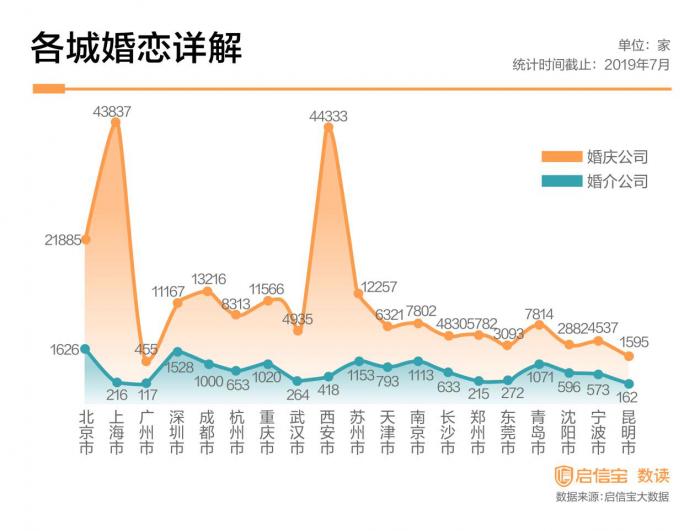 各城婚恋详解
单位：家
统计时间截止：2019年7月
婚庆公司
婚介公司
43837
44333
21885
11167
13216
8313
11566
4935
12257
6321
7802
4830
5782
3093
7814
2882
4537
1595
455
1626
216
117
1528
1000
653
1020
264
418
1153
793
1113
633
215
272
1071
596
573
162
北京市
上海市
广州市
深圳市
成都市
杭州市
重庆市
武汉市
西安市
苏州市
天津市
南京市
长沙市
郑州市
东莞市
青岛市
沈阳市
宁波市
昆明市
启信宝 数读
数据来源：启信宝大数据